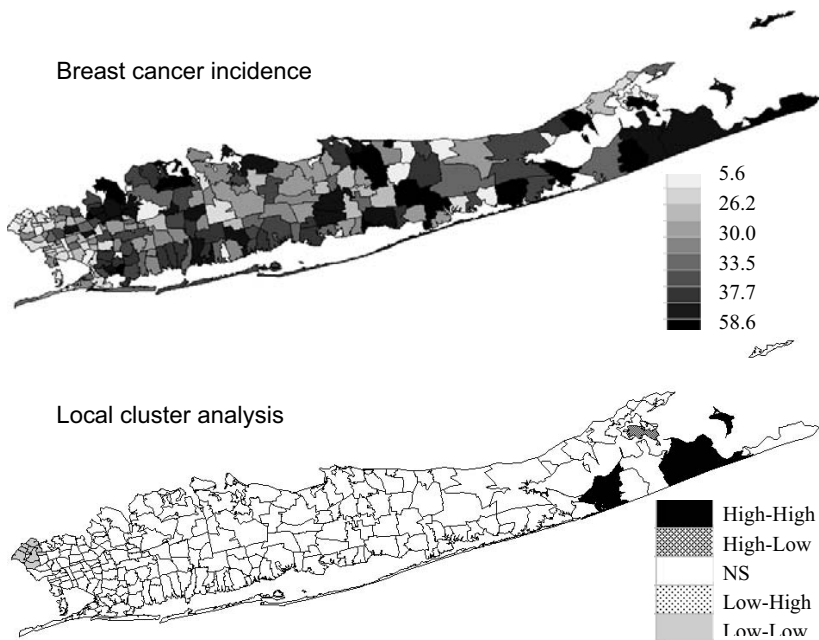 Breast cancer incidence
5.6
26.2
30.0
33.5
37.7
58.6
Local cluster analysis
High-High
High-Low
NS
Low-High
Low-Low